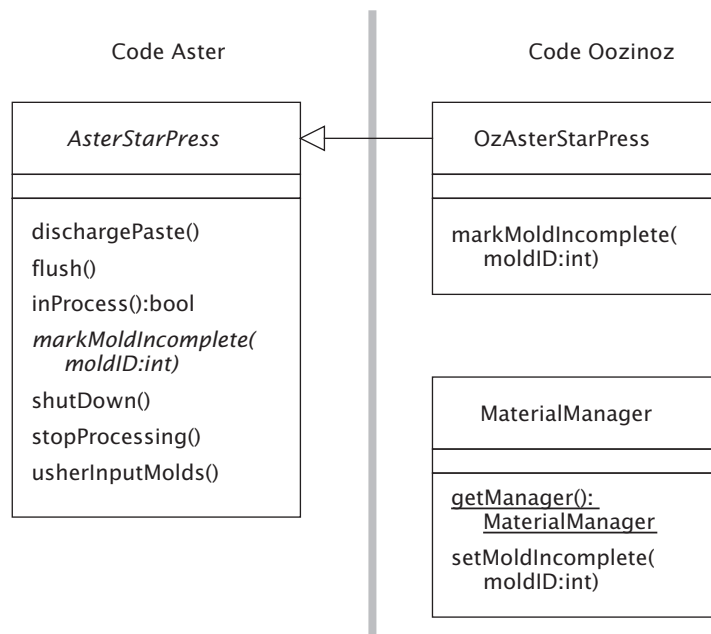 Code Aster
Code Oozinoz
AsterStarPress
dischargePaste()
flush()
inProcess():bool
markMoldIncomplete(
moldID:int)
shutDown()
stopProcessing()
usherInputMolds()
OzAsterStarPress
markMoldIncomplete(
moldID:int)
MaterialManager
getManager():
MaterialManager
setMoldIncomplete(
moldID:int)